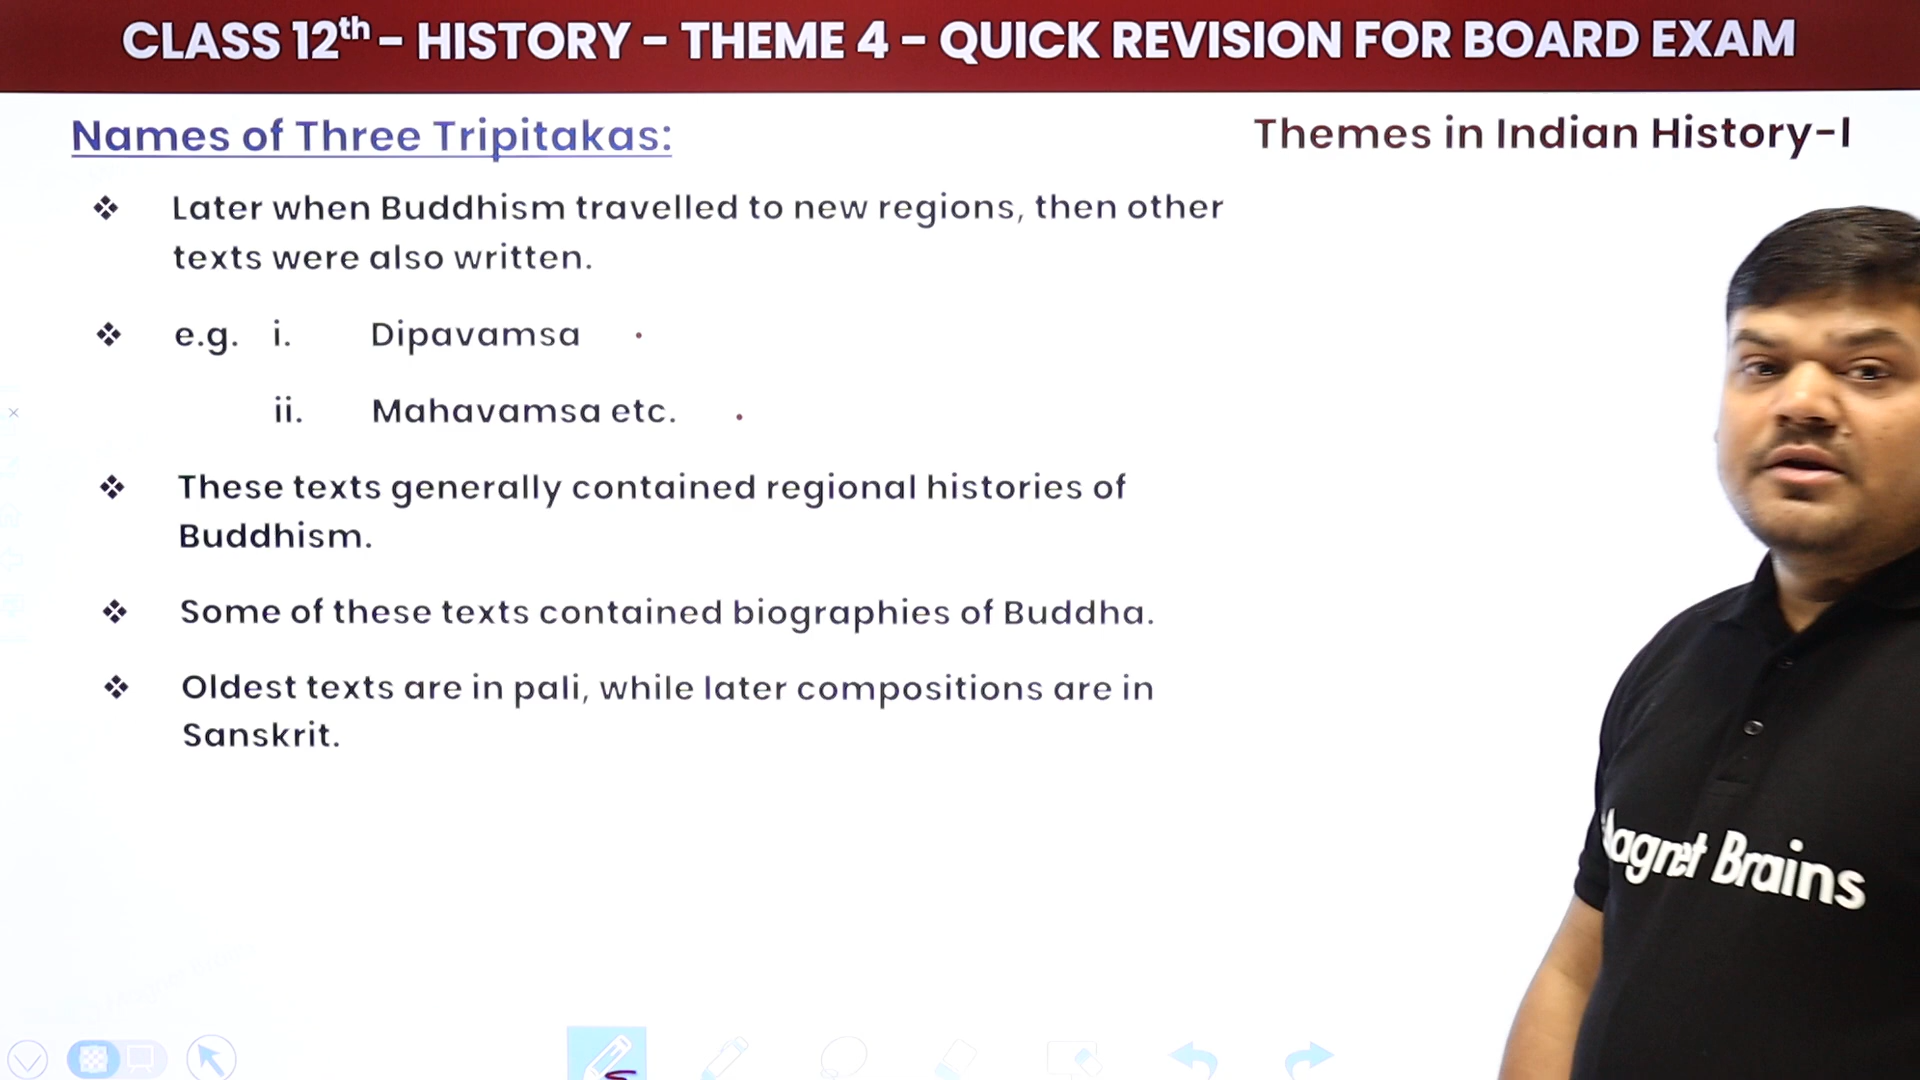 CLASS 12th - HISTORY - THEME 4 - QUICK REVISION FOR BOARD EXAM
Names of Three Tripitakas:
Themes in Indian History-I
❖ Later when Buddhism travelled to new regions, then other
texts were also written.
❖ e.g. i. Dipavamsa
ii. Mahavamsa etc.
❖ These texts generally contained regional histories of
Buddhism.
❖ Some of these texts contained biographies of Buddha.
❖ Oldest texts are in pali, while later compositions are in
Sanskrit.
agnet Brains